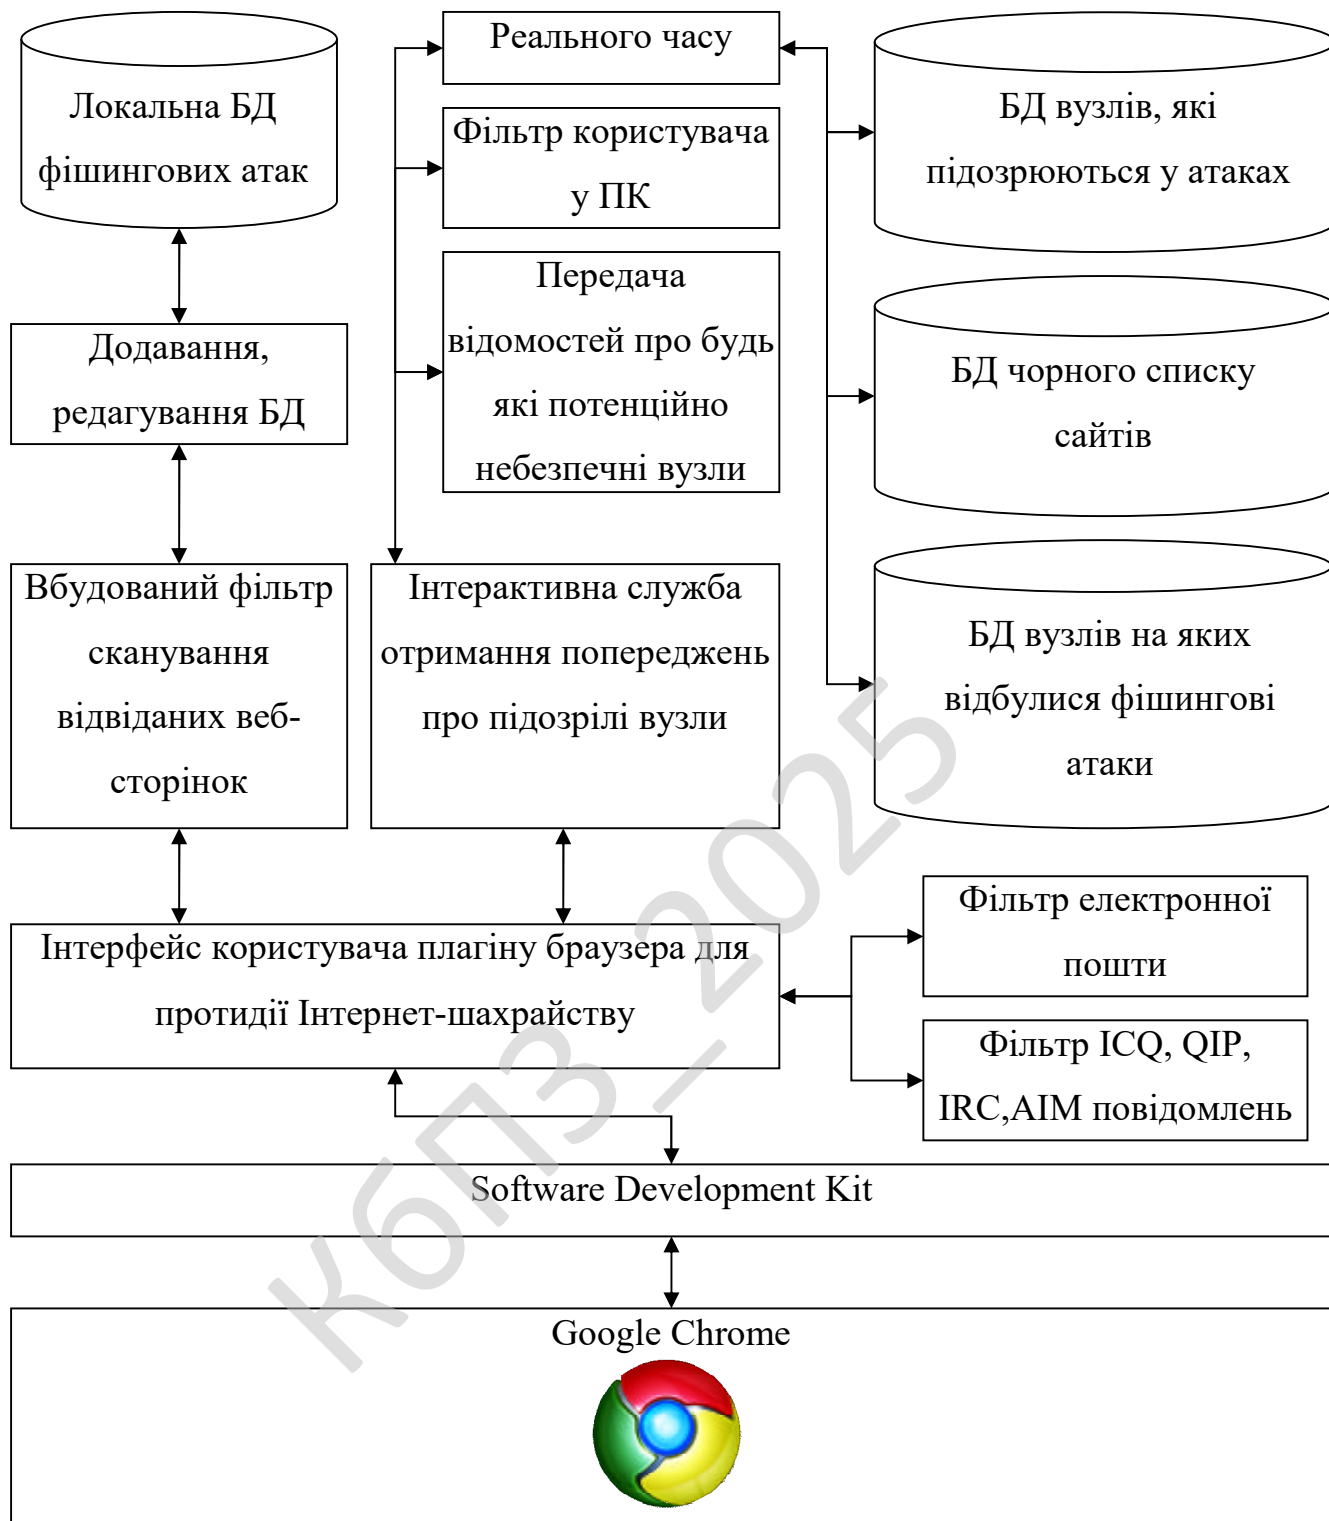 Локальна БД
фішингових атак
Додавання,
редагування БД
Вбудований фільтр
сканування
відвіданих веб-
сторінок
Реального часу
Фільтр користувача
у ПК
Передача
відомостей про будь
які потенційно
небезпечні вузли
Інтерактивна служба
отримання попереджень
про підозрілі вузли
БД вузлів, які
підозрюються у атаках
БД чорного списку
сайтів
БД вузлів на яких
відбулися фішингові
атаки
Інтерфейс користувача плагіну браузера для
протидії Інтернет-шахрайству
Фільтр електронної
пошти
Фільтр ICQ, QIP,
IRC,AIM повідомлень
Software Development Kit
Google Chrome
КбПЗ_2025